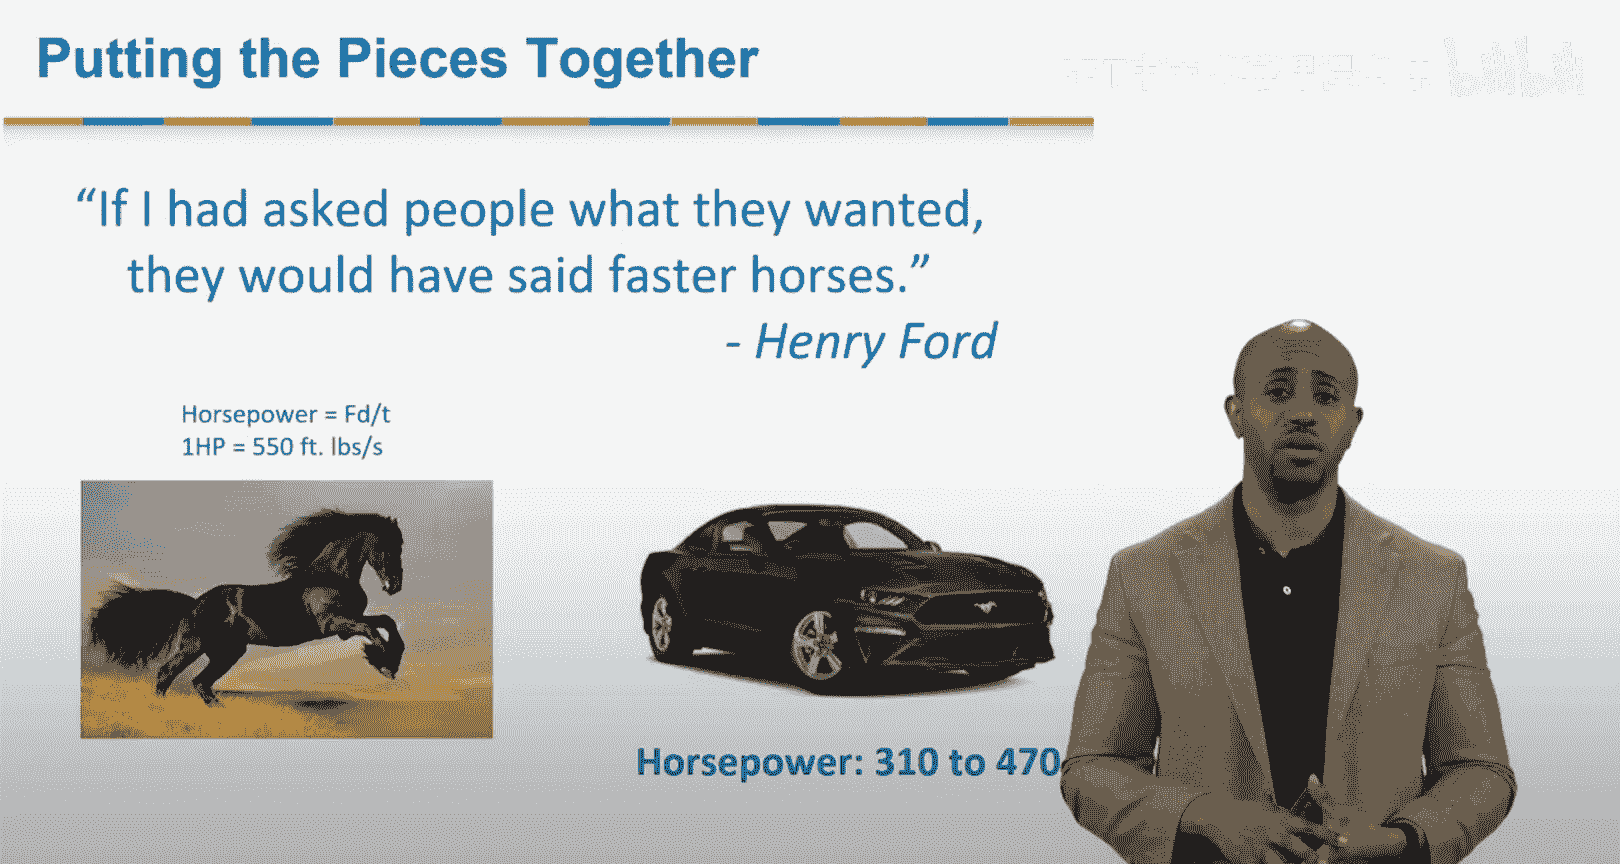 Putting the Pieces Together
“If I had asked people what they wanted,
they would have said faster horses.”
- Henry Ford
Horsepower = Fd/t
1HP = 550 ft. lbs/s
Horsepower: 310 to 470